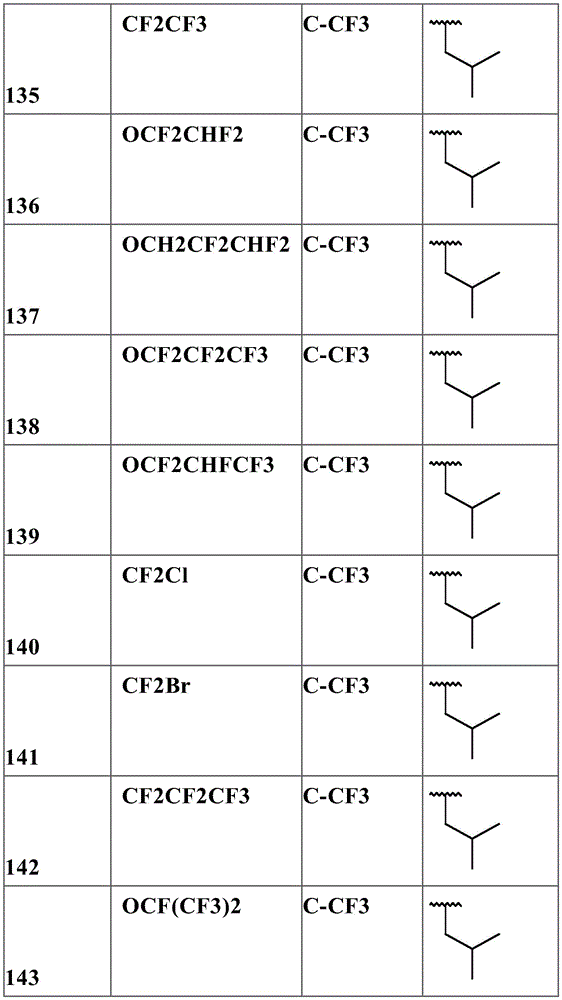 CF2CF3 C-CF3
135
OCF2CHF2 C-CF3
136
OCH2CF2CHF2 C-CF3
137
OCF2CF2CF3 C-CF3
138
OCF2CHFCF3 C-CF3
139
CF2Cl C-CF3
140
CF2Br C-CF3
141
CF2CF2CF3 C-CF3
142
OCF(CF3)2 C-CF3
143